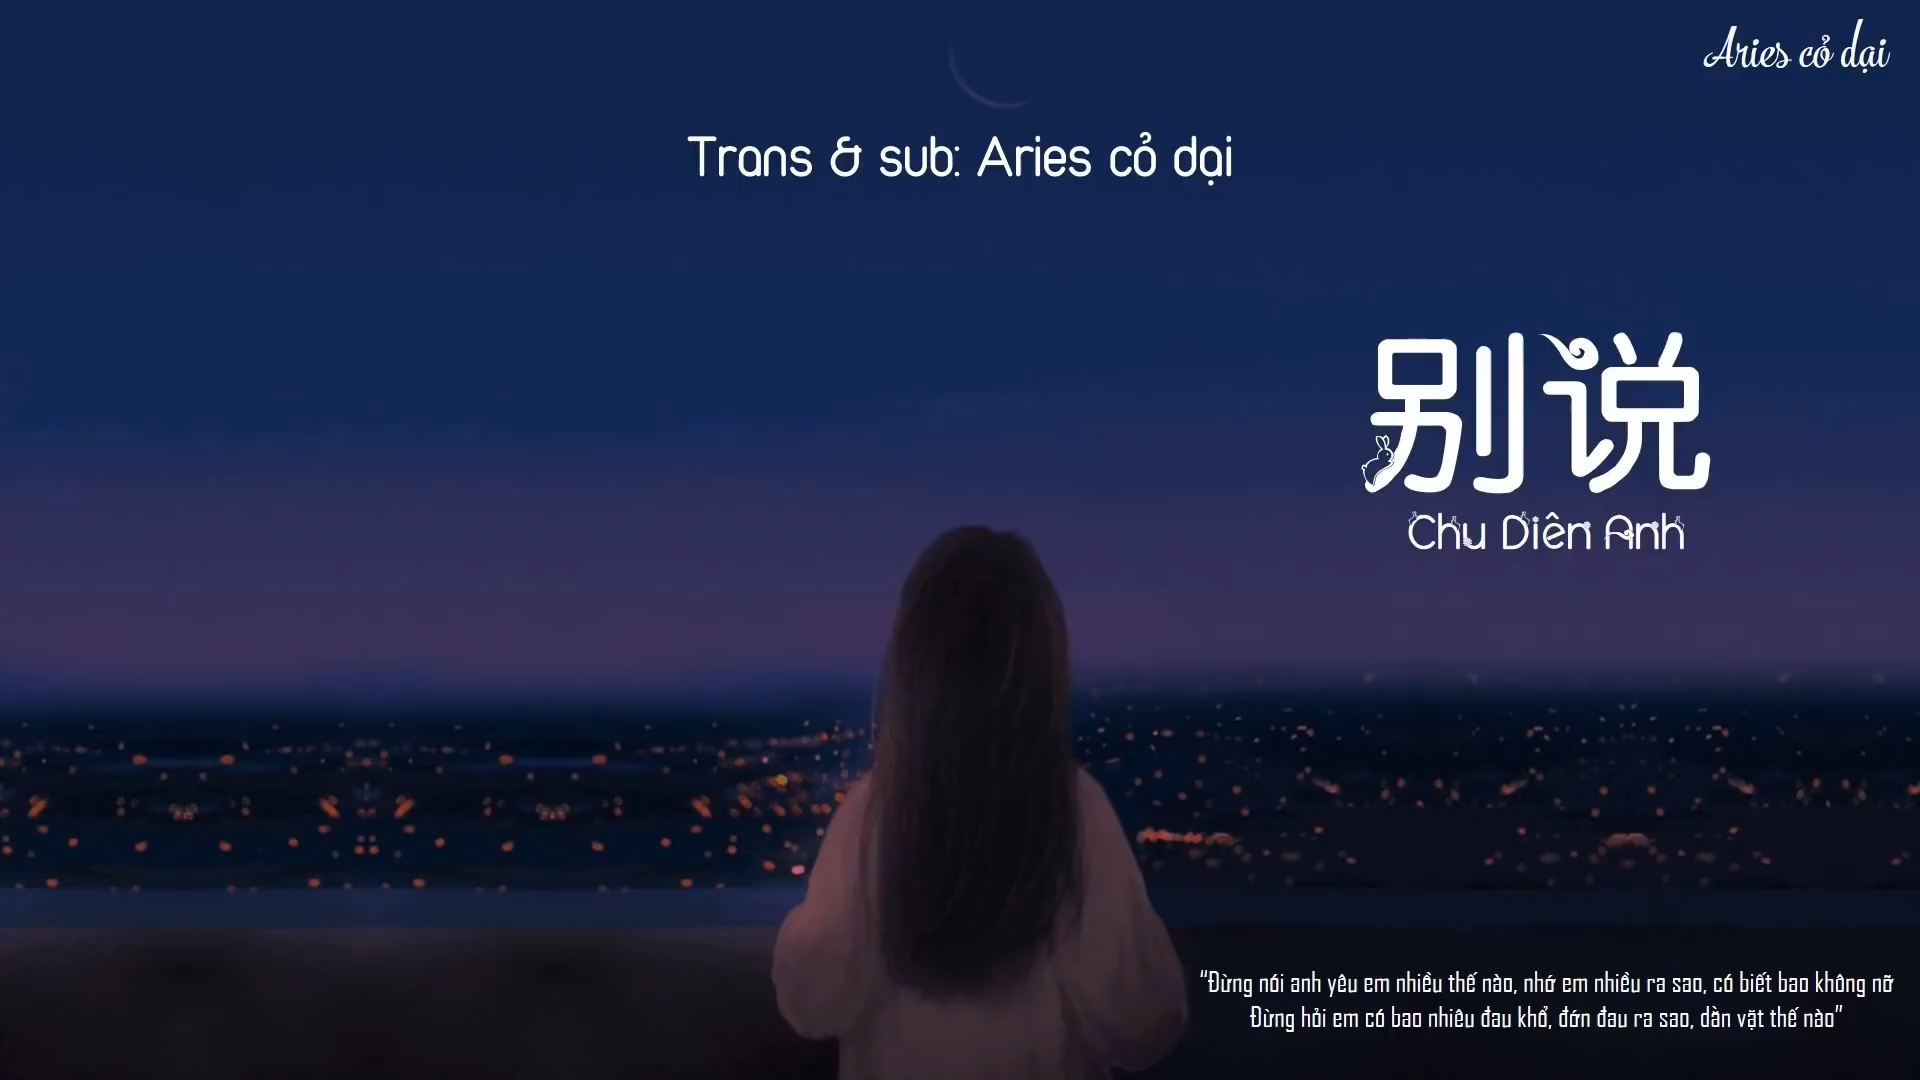 Aries cỏ dại
Trans & sub: Aries cỏ dại
别说
Chu Diên Anh
“Đừng nói anh yêu em nhiều thế nào, nhớ em nhiều ra sao, có biết bao không nỡ
Đừng hỏi em có bao nhiêu đau khổ, đớn đau ra sao, dằn vặt thế nào”